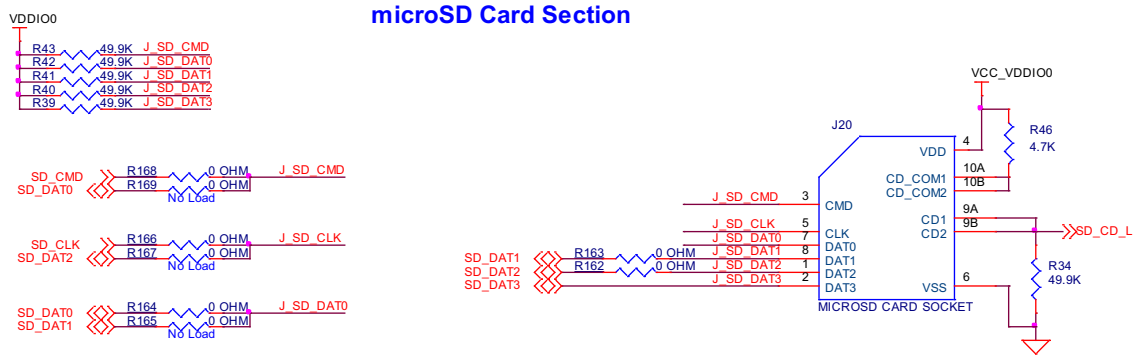 microSD Card Section
VDDIO0
R43 49.9K J_SD_CMD
R42 49.9K J_SD_DAT0
R41 49.9K J_SD_DAT1
R40 49.9K J_SD_DAT2
R39 49.9K J_SD_DAT3
SD_CMD R168 0 OHM J_SD_CMD
SD_DAT0 R169 0 OHM
No Load
SD_CLK R166 0 OHM J_SD_CLK
SD_DAT2 R167 0 OHM
No Load
SD_DAT0 R164 0 OHM J_SD_DAT0
SD_DAT1 R165 0 OHM
No Load
VCC_VDDIO0
J20
R46
4.7K
4 VDD
10A CD_COM1
10B CD_COM2
J_SD_CMD 3 CMD
9A CD1
9B CD2
SD_CD_L
J_SD_CLK 5 CLK
J_SD_DAT0 7 DAT0
SD_DAT1 R163 0 OHM J_SD_DAT1 8 DAT1
SD_DAT2 R162 0 OHM J_SD_DAT2 1 DAT2
SD_DAT3 J_SD_DAT3 2 DAT3
R34
49.9K
6 VSS
MICROSD CARD SOCKET